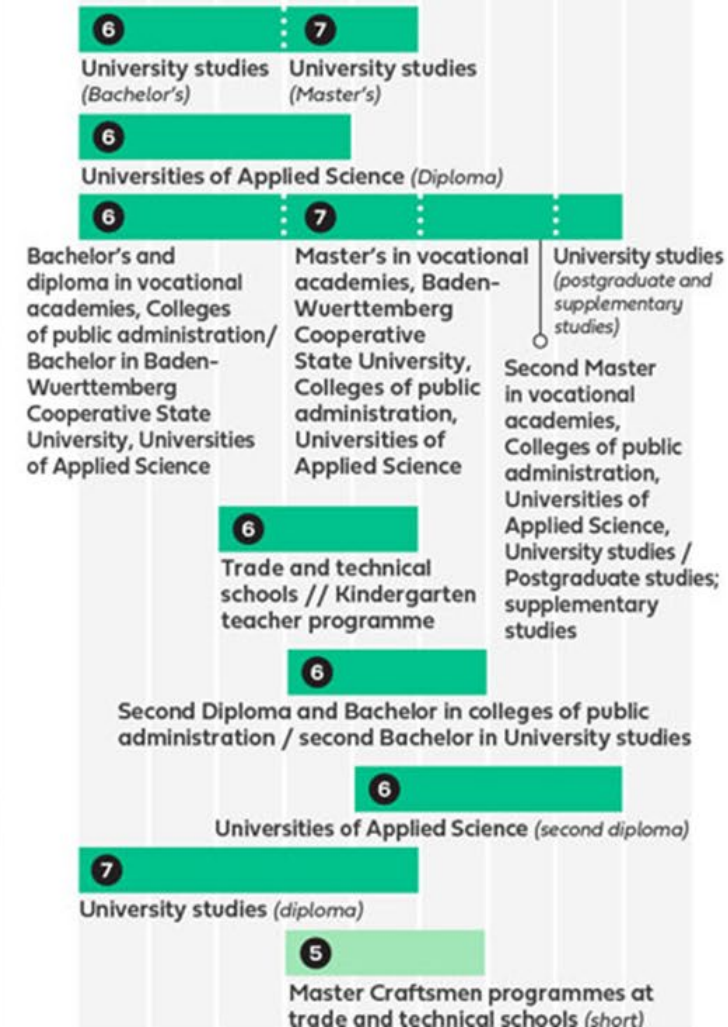 6 7
University studies University studies
(Bachelor's) (Master's)
6
Universities of Applied Science (Diploma)
6 7
Bachelor's and
diploma in vocational
academies, Colleges
of public administration/
Bachelor in Baden-
Wuerttemberg
Cooperative State
University, Universities
of Applied Science
Master's in vocational
academies, Baden-
Wuerttemberg
Cooperative
State University,
Colleges of public
administration,
Universities of
Applied Science
University studies
(postgraduate and
supplementary
studies)
Second Master
in vocational
academies,
Colleges of public
administration,
Universities of
Applied Science,
University studies /
Postgraduate studies;
supplementary
studies
6
Trade and technical
schools // Kindergarten
teacher programme
6
Second Diploma and Bachelor in colleges of public
administration / second Bachelor in University studies
6
Universities of Applied Science (second diploma)
7
University studies (diploma)
5
Master Craftsmen programmes at
trade and technical schools (short)